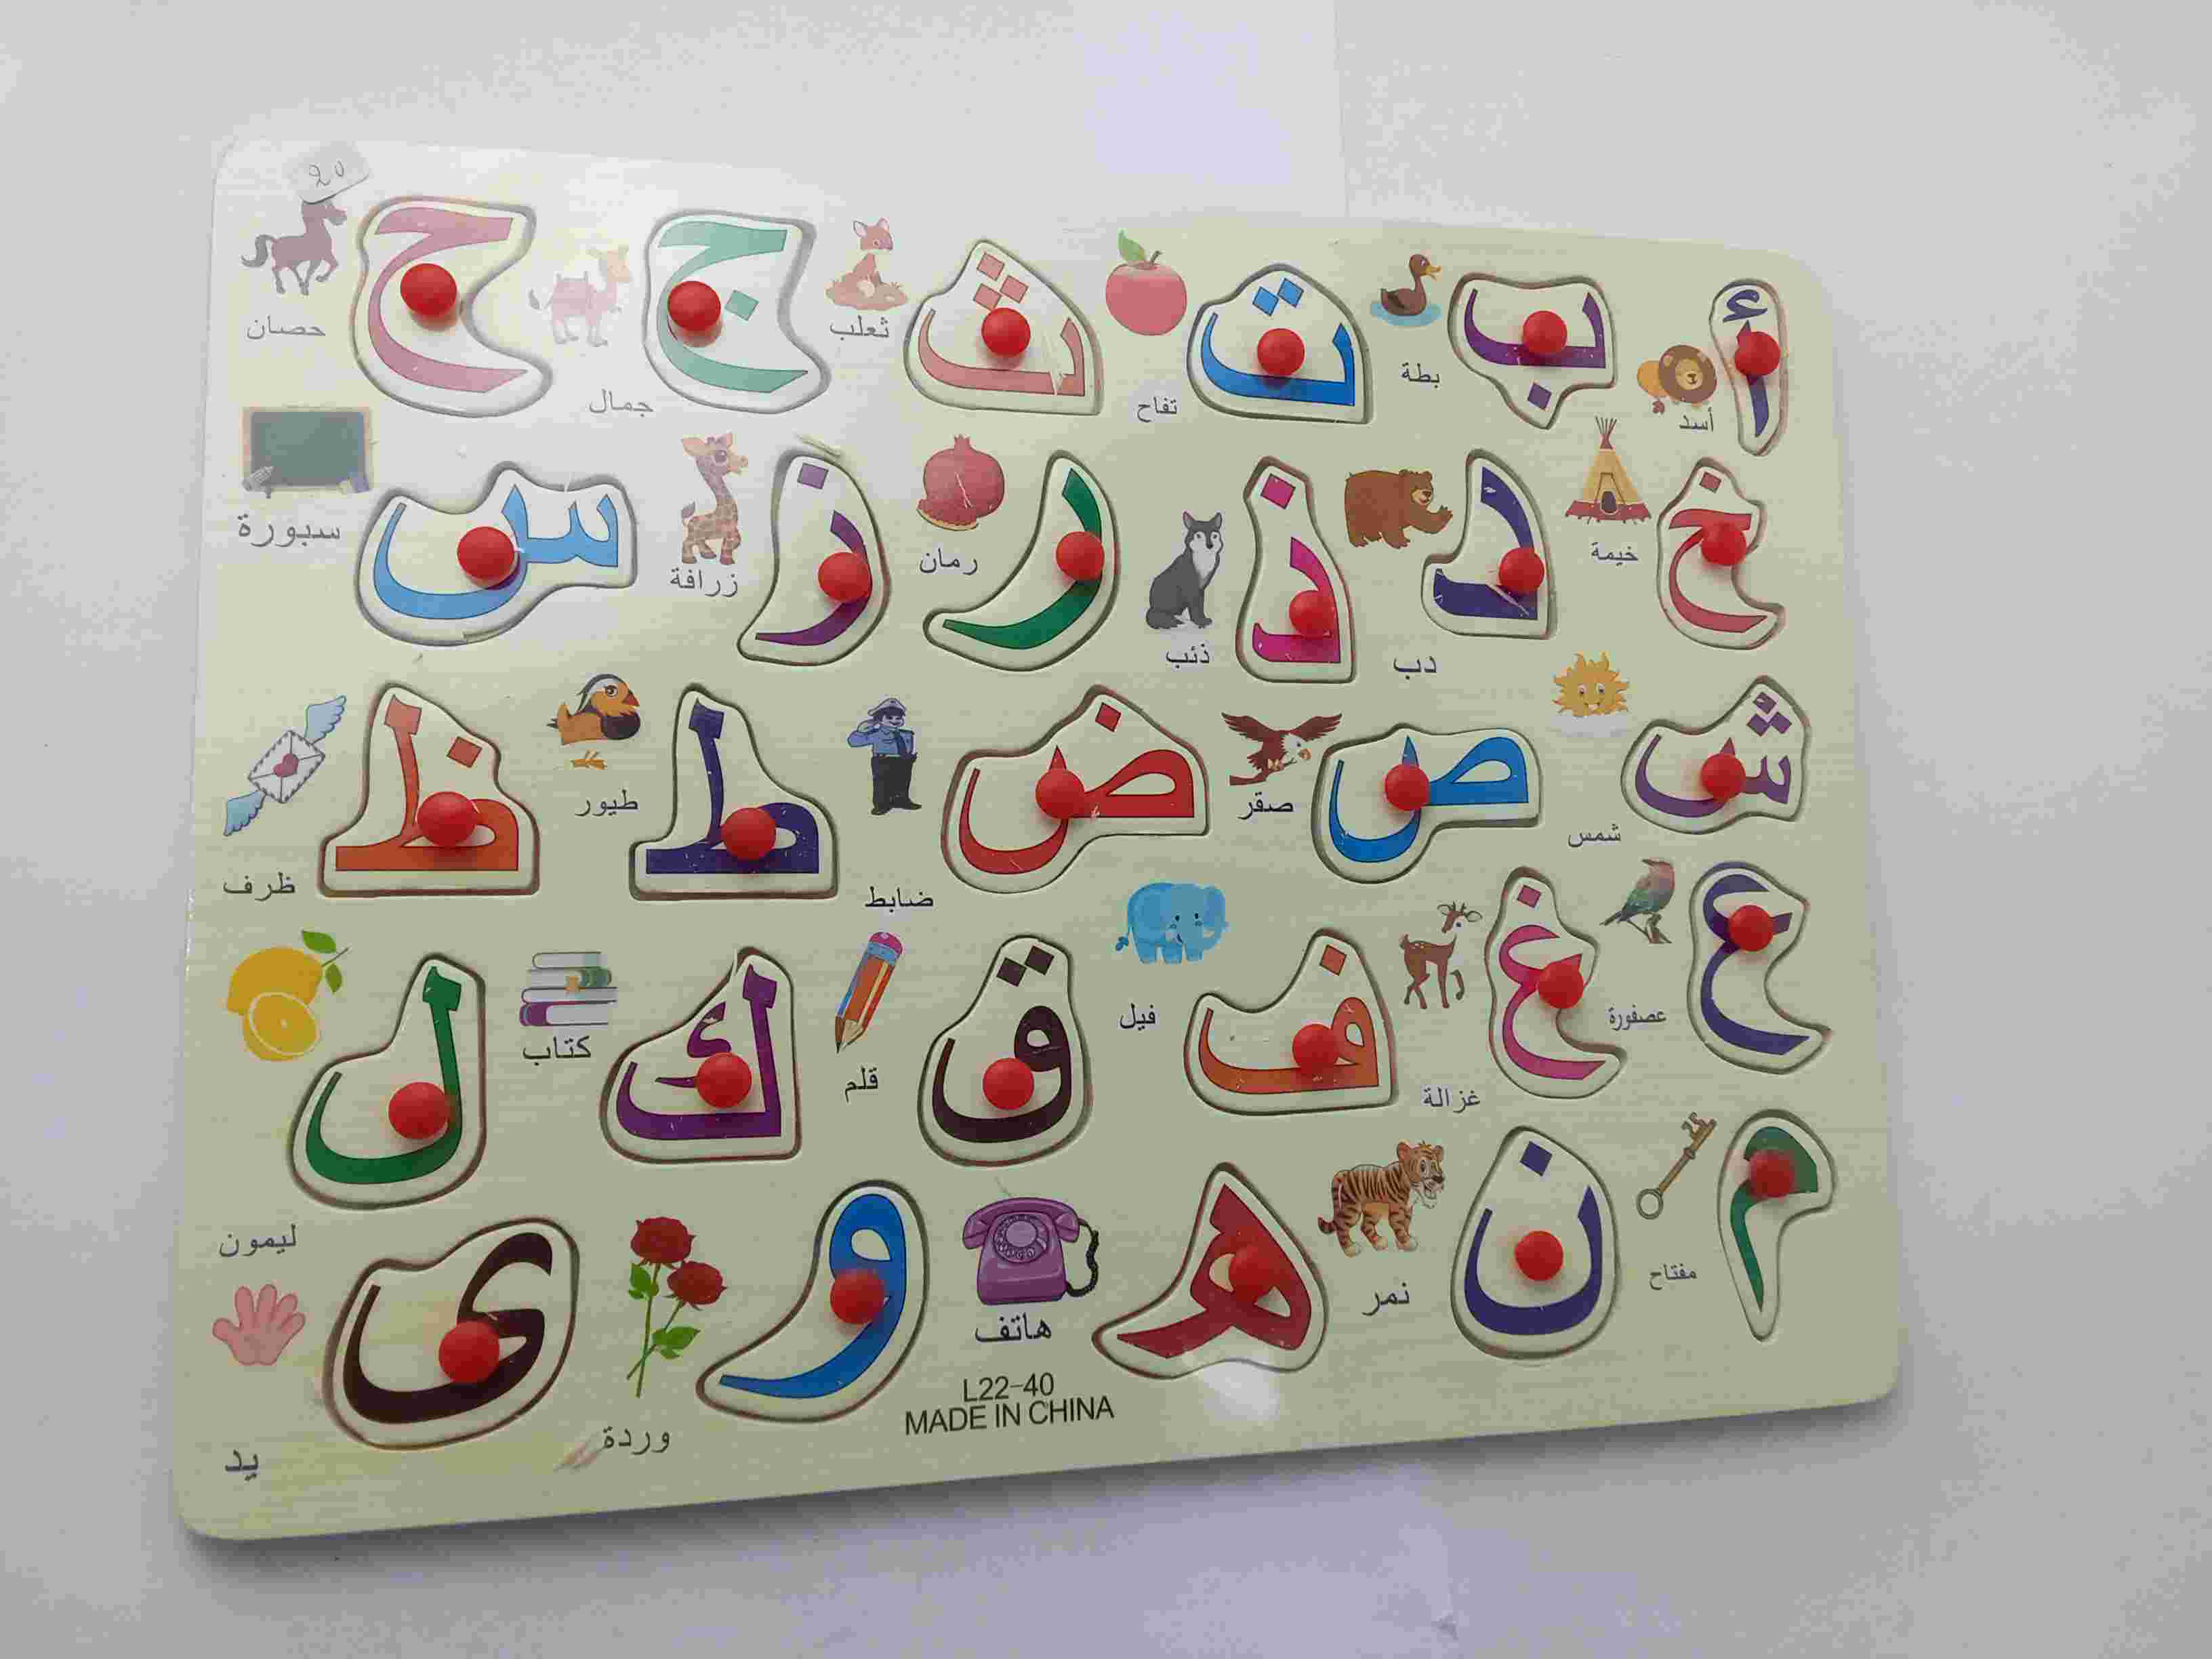 20
أ ب ت ث ج ح
أسد بطة تفاح ثعلب جمال حصان
خ د ذ ر ز س
خيمة دب ذئب رمان زرافة سبورة
ش ص ض ط ظ
شمس صقر ضابط طيور ظرف
ع غ ف ق ك ل
عصفورة غزالة فيل قلم كتاب ليمون
م ن ه و ى
مفتاح نمر هاتف وردة يد
L22-40
MADE IN CHINA